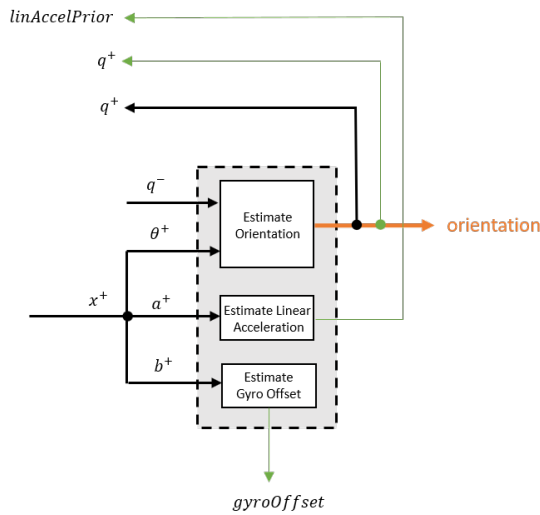 linAccelPrior
q⁺
q⁺
q⁻
Estimate
Orientation
orientation
θ⁺
x⁺
a⁺
Estimate Linear
Acceleration
b⁺
Estimate
Gyro Offset
gyroOffset